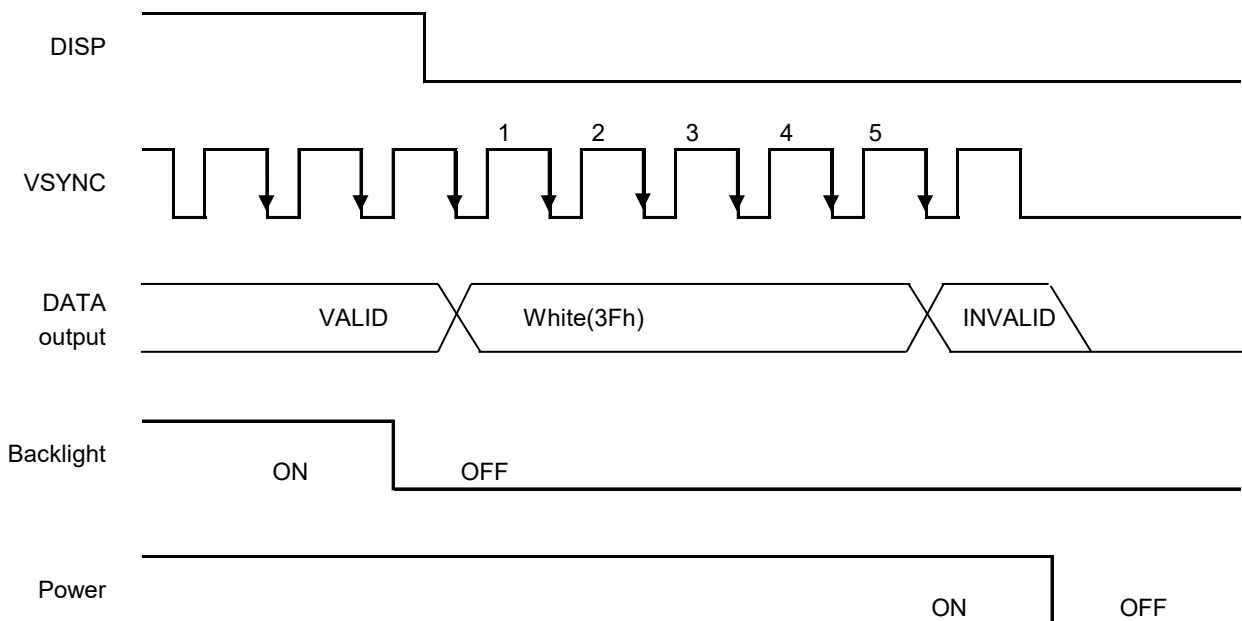 DISP
1 2 3 4 5
VSYNC
DATA
output
VALID White(3Fh) INVALID
Backlight
ON OFF
Power
ON OFF